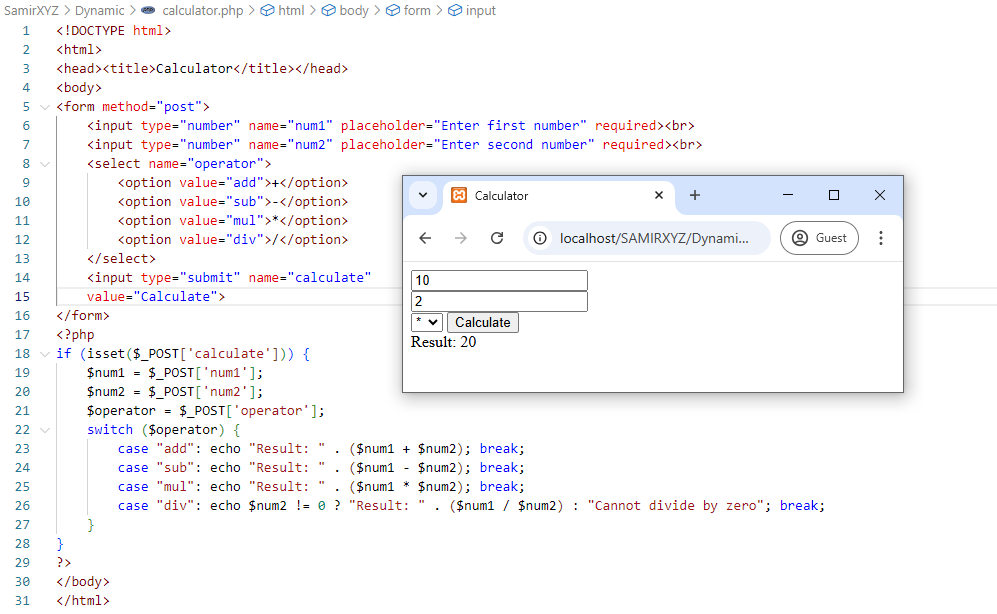 SamirXYZ > Dynamic > calculator.php > html > body > form > input
1 <!DOCTYPE html>
2 <html>
3 <head><title>Calculator</title></head>
4 <body>
5 <form method="post">
6     <input type="number" name="num1" placeholder="Enter first number" required><br>
7     <input type="number" name="num2" placeholder="Enter second number" required><br>
8     <select name="operator">
9         <option value="add">+</option>
10         <option value="sub">-</option>
11         <option value="mul">*</option>
12         <option value="div">/</option>
13     </select>
14     <input type="submit" name="calculate"
15     value="Calculate">
16 </form>
17 <?php
18 if (isset($_POST['calculate'])) {
19     $num1 = $_POST['num1'];
20     $num2 = $_POST['num2'];
21     $operator = $_POST['operator'];
22     switch ($operator) {
23         case "add": echo "Result: " . ($num1 + $num2); break;
24         case "sub": echo "Result: " . ($num1 - $num2); break;
25         case "mul": echo "Result: " . ($num1 * $num2); break;
26         case "div": echo $num2 != 0 ? "Result: " . ($num1 / $num2) : "Cannot divide by zero"; break;
27     }
28 }
29 ?>
30 </body>
31 </html>
Calculator
localhost/SAMIRXYZ/Dynami... Guest
10
2
* Calculate
Result: 20